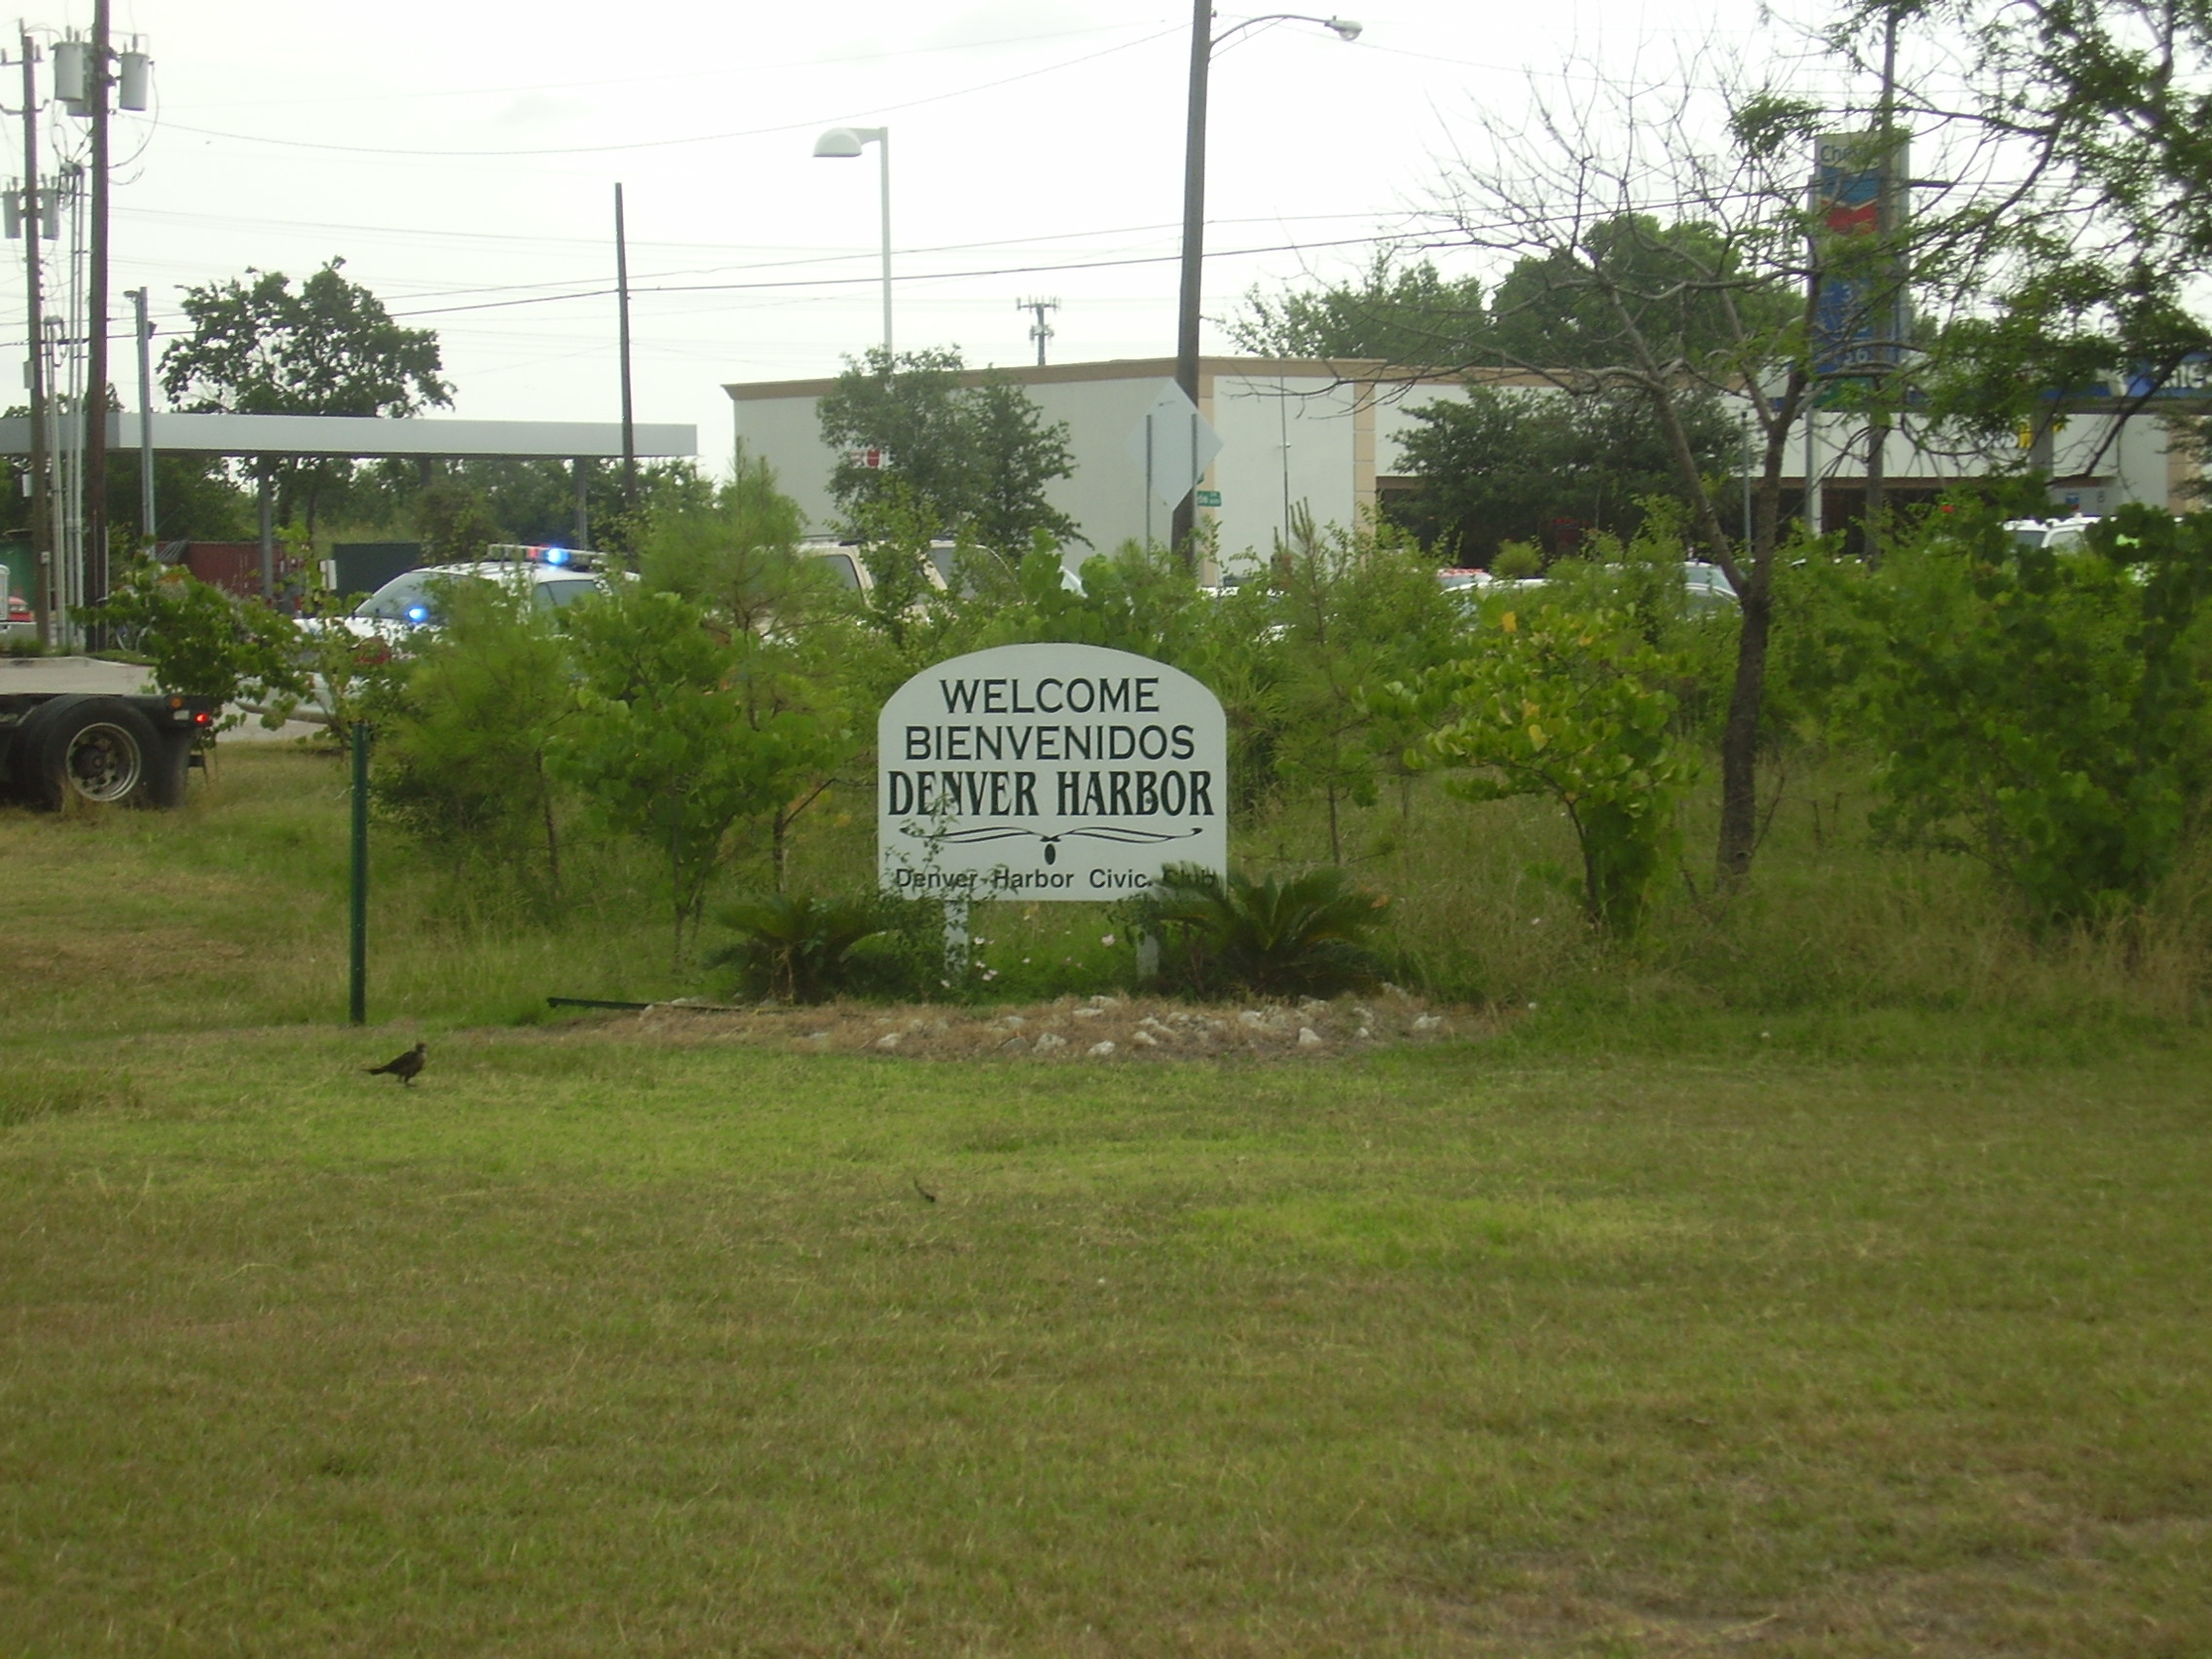 WELCOME
BIENVENIDOS
DENVER HARBOR
Denver Harbor Civic Club